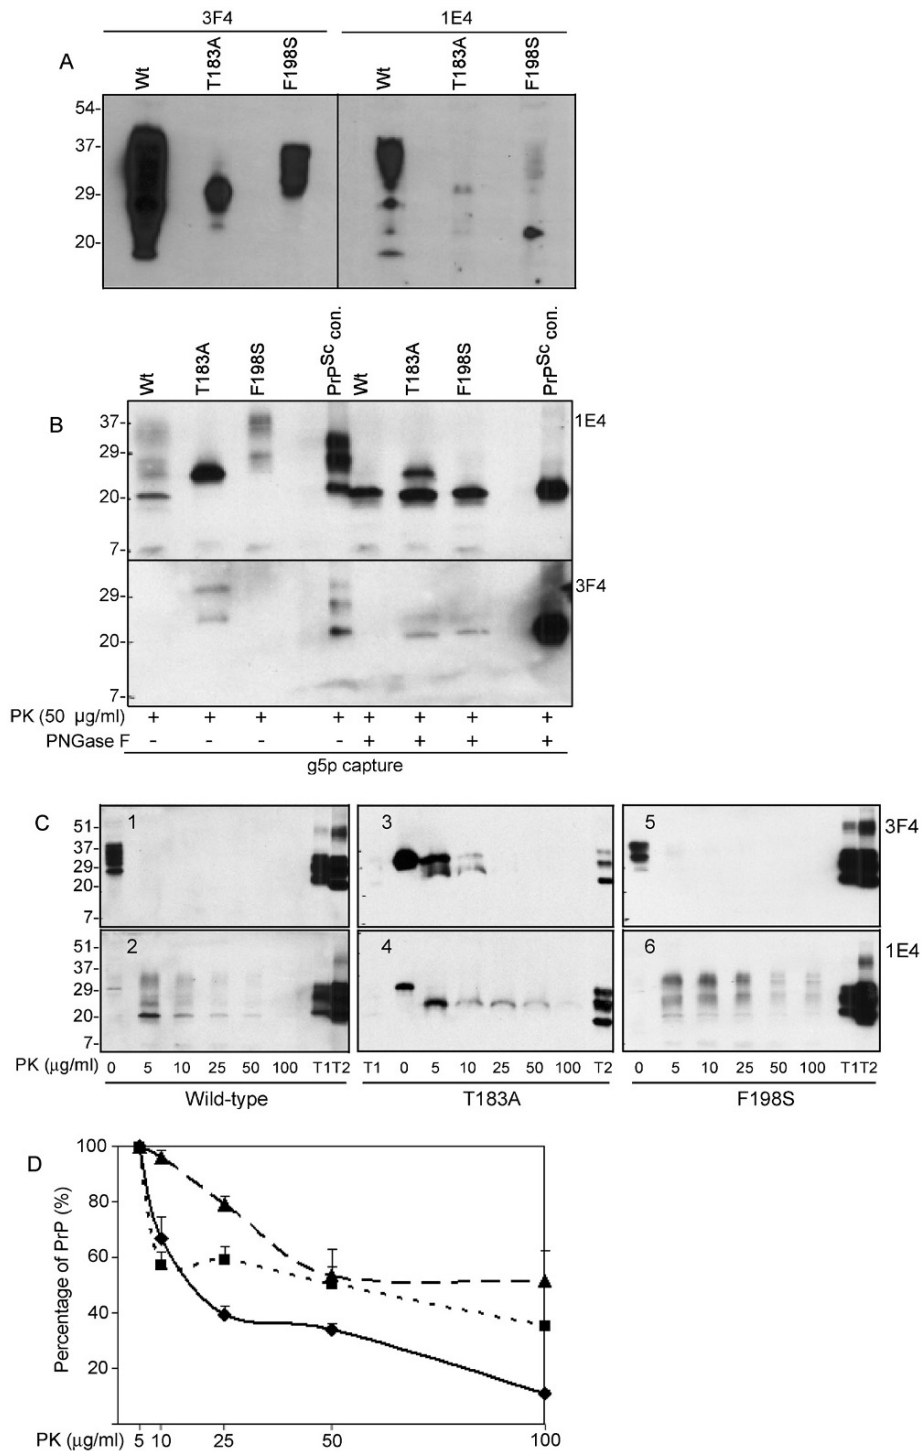 3F4 1E4
A Wt T183A F198S Wt T183A F198S
54-
37-
29-
20-
Wt T183A F198S PrPSc con. Wt T183A F198S PrPSc con.
B 37- 1E4
29-
20-
7-
3F4
29-
20-
7-
PK (50 µg/ml) + + + + + + + +
PNGase F - - - - + + + +
g5p capture
C 51- 1 3 5 3F4
37-
29-
20-
7-
51- 2 4 6 1E4
37-
29-
20-
7-
PK (µg/ml) 0 5 10 25 50 100 T1T2 T1 0 5 10 25 50 100 T2 0 5 10 25 50 100 T1T2
Wild-type T183A F198S
D 100
80
60
40
20
Percentage of PrP (%)
PK (µg/ml) 5 10 25 50 100